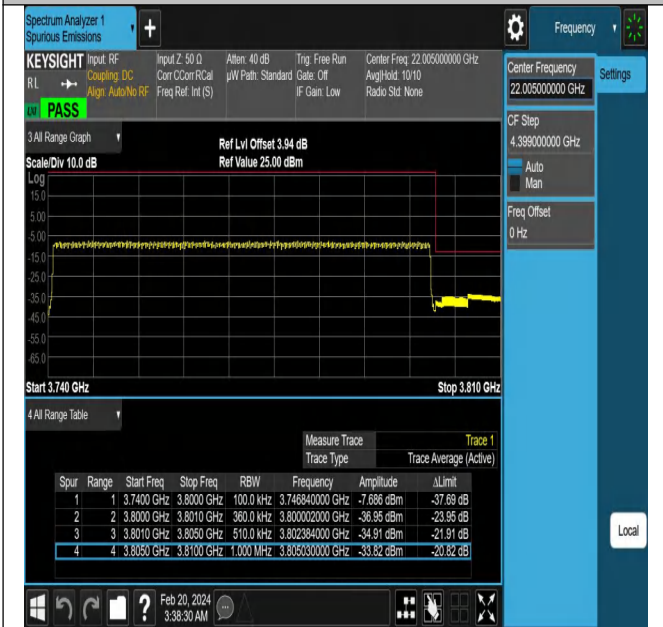 Spectrum Analyzer 1
Spurious Emissions
Frequency
KEYSIGHT
Input: RF
Coupling: DC
Align: Auto/No RF
Input Z: 50 Ω
Corr CCorr RCal
Freq Ref: Int (S)
Atten: 40 dB
µW Path: Standard
Trig: Free Run
Gate: Off
IF Gain: Low
Center Freq: 22.005000000 GHz
Avg|Hold: 10/10
Radio Std: None
RL
PASS
Center Frequency
22.005000000 GHz
Settings
CF Step
4.399000000 GHz
Auto
Man
Freq Offset
0 Hz
3 All Range Graph
Scale/Div 10.0 dB
Ref Lvl Offset 3.94 dB
Ref Value 25.00 dBm
Log
15.0
5.00
-5.00
-15.0
-25.0
-35.0
-45.0
-55.0
-65.0
Start 3.740 GHz
Stop 3.810 GHz
4 All Range Table
Measure Trace Trace 1
Trace Type Trace Average (Active)
Spur Range Start Freq Stop Freq RBW Frequency Amplitude ΔLimit
1 1 3.7400 GHz 3.8000 GHz 100.0 kHz 3.746840000 GHz -7.686 dBm -37.69 dB
2 2 3.8000 GHz 3.8010 GHz 360.0 kHz 3.800002000 GHz -36.95 dBm -23.95 dB
3 3 3.8010 GHz 3.8050 GHz 510.0 kHz 3.802384000 GHz -34.91 dBm -21.91 dB
4 4 3.8050 GHz 3.8100 GHz 1.000 MHz 3.805030000 GHz -33.82 dBm -20.82 dB
Local
Feb 20, 2024
3:38:30 AM